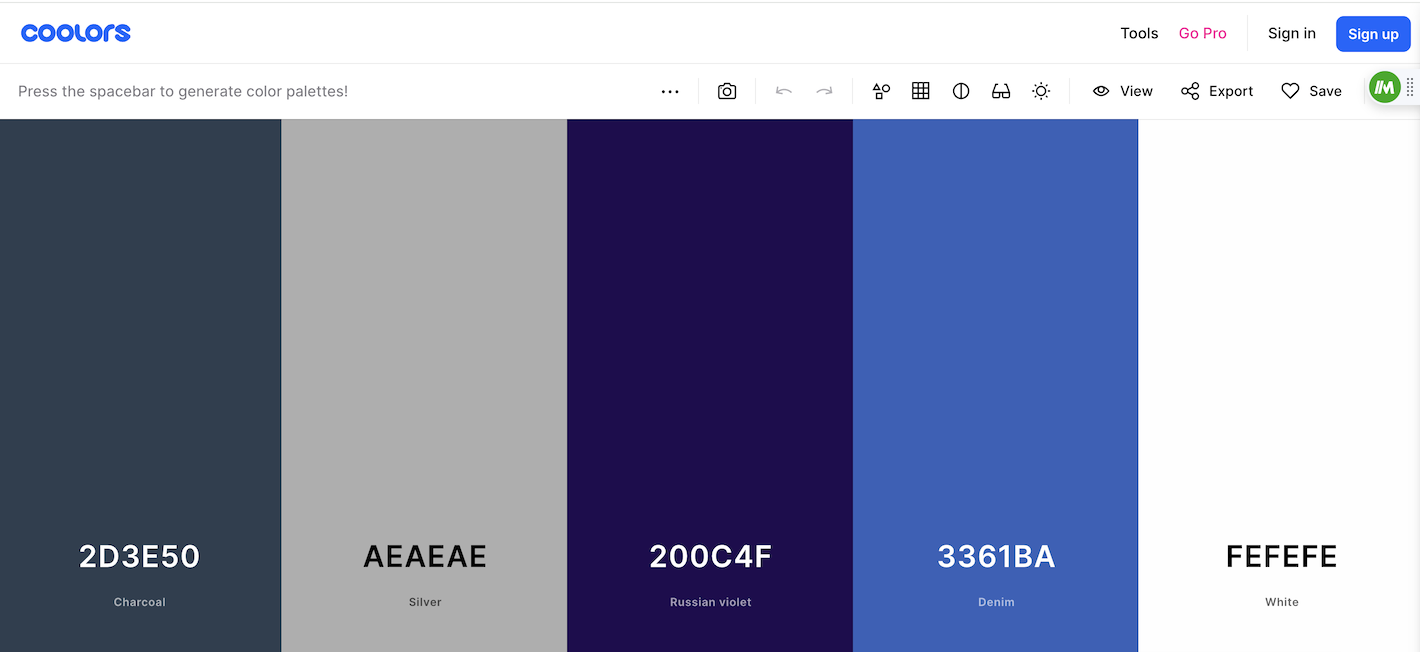 coolors
Tools Go Pro Sign in Sign up
Press the spacebar to generate color palettes! View Export Save
2D3E50 AEAEAE 200C4F 3361BA FEFEFE
Charcoal Silver Russian violet Denim White